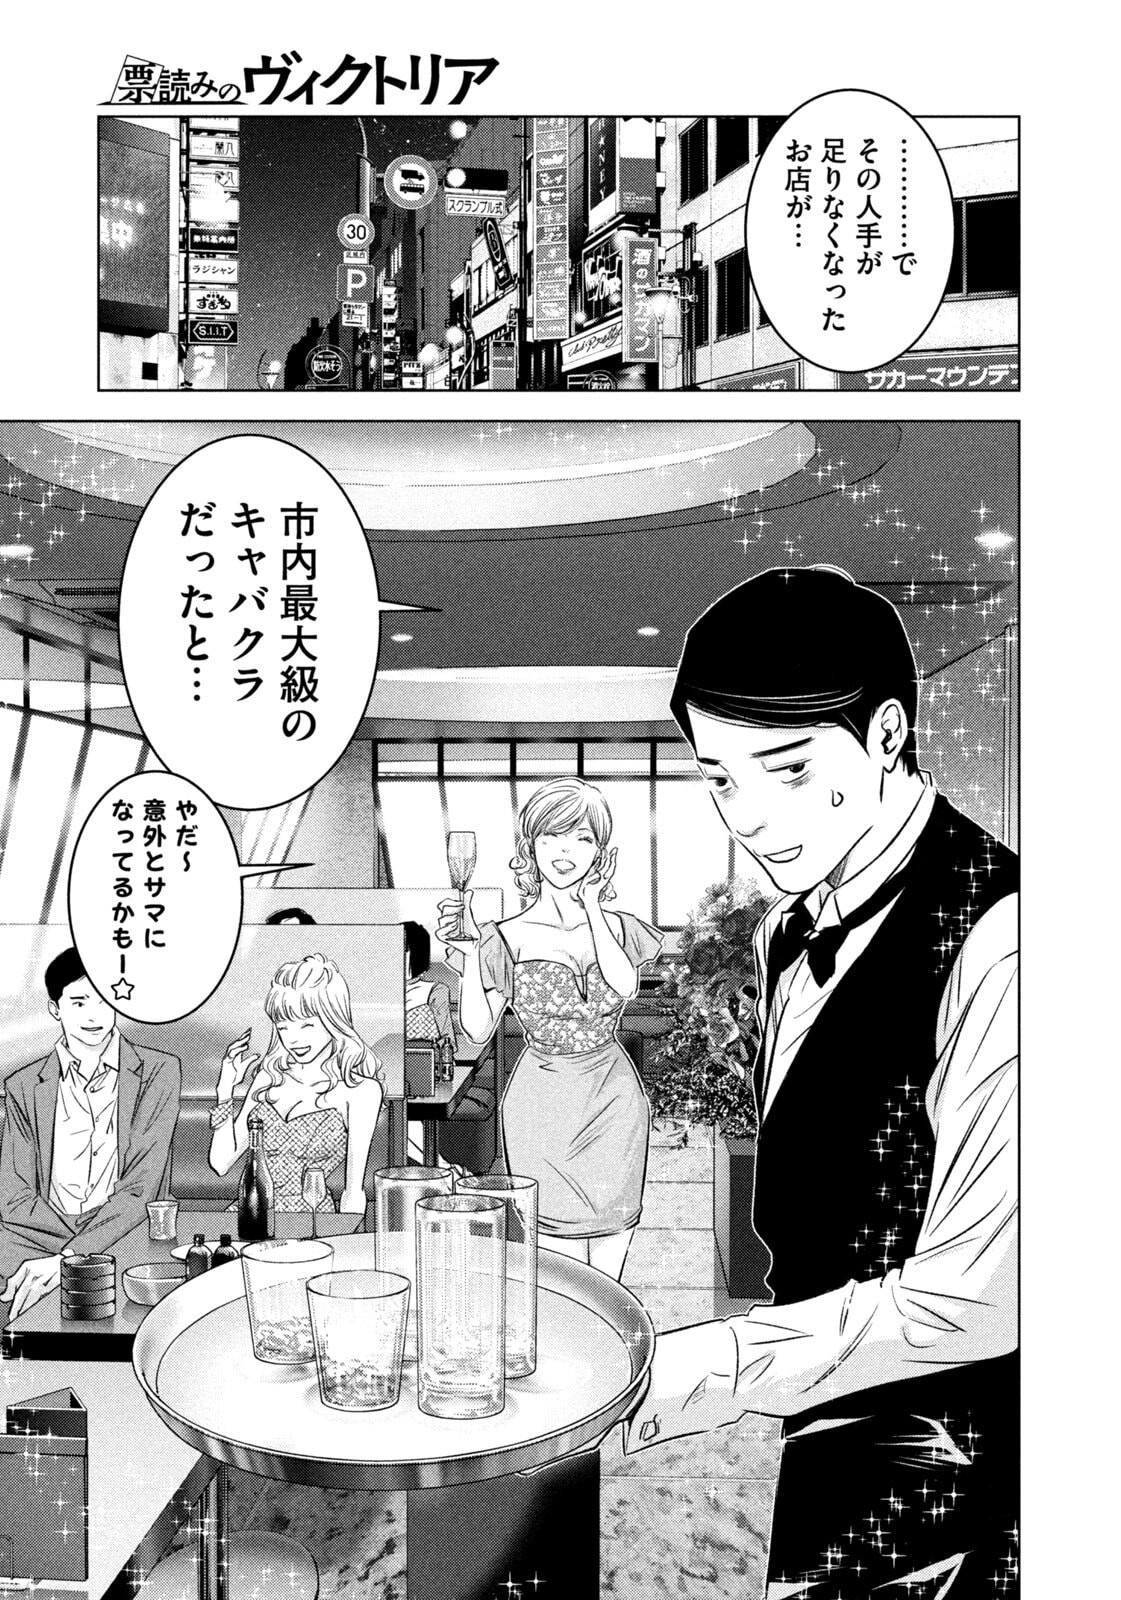 票読みのヴィクトリア
…………で
その人手が
足りなくなった
お店が…
スクランブル式
30
P
ラジシャン
S.I.I.T
酒の
サカーマウンテン
市内最大級の
キャバクラ
だったと…
やだ～
意外とサマに
なってるかもー☆